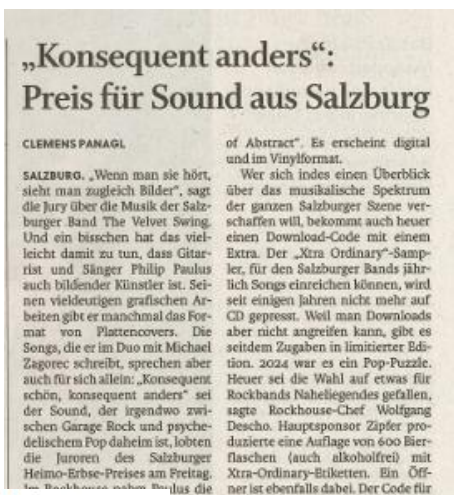 „Konsequent anders“:
Preis für Sound aus Salzburg
CLEMENS PANAGL
SALZBURG. „Wenn man sie hört,
sieht man zugleich Bilder“, sagt
die Jury über die Musik der Salz-
burger Band The Velvet Swing.
Und ein bisschen hat das viel-
leicht damit zu tun, dass Gitar-
rist und Sänger Philip Paulus
auch bildender Künstler ist. Sei-
nen vieldeutigen grafischen Ar-
beiten gibt er manchmal das For-
mat von Plattencovers. Die
Songs, die er im Duo mit Michael
Zagorec schreibt, sprechen aber
auch für sich allein: „Konsequent
schön, konsequent anders“ sei
der Sound, der irgendwo zwi-
schen Garage Rock und psyche-
delischem Pop daheim ist, lobten
die Juroren des Salzburger
Heimo-Erbse-Preises am Freitag.
Im Rockhouse nahm Paulus die
of Abstract“. Es erscheint digital
und im Vinylformat.
Wer sich indes einen Überblick
über das musikalische Spektrum
der ganzen Salzburger Szene ver-
schaffen will, bekommt auch heuer
einen Download-Code mit einem
Extra. Der „Xtra Ordinary“-Samp-
ler, für den Salzburger Bands jähr-
lich Songs einreichen können, wird
seit einigen Jahren nicht mehr auf
CD gepresst. Weil man Downloads
aber nicht angreifen kann, gibt es
seitdem Zugaben in limitierter Edi-
tion. 2024 war es ein Pop-Puzzle.
Heuer sei die Wahl auf etwas für
Rockbands Naheliegendes gefallen,
sagte Rockhouse-Chef Wolfgang
Descho. Hauptsponsor Zipfer pro-
duzierte eine Auflage von 600 Bier-
flaschen (auch alkoholfrei) mit
Xtra-Ordinary-Etiketten. Ein Öff-
ner ist ebenfalls dabei. Der Code für